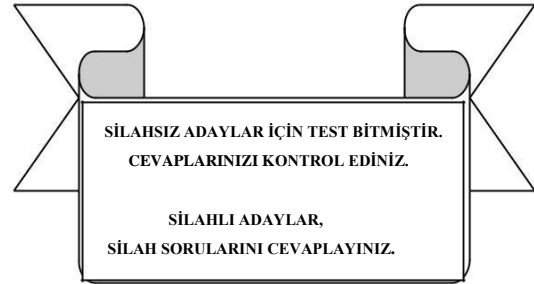 SİLAHSIZ ADAYLAR İÇİN TEST BİTMİŞTİR.
CEVAPLARINIZI KONTROL EDİNİZ.
SİLAHLI ADAYLAR,
SİLAH SORULARINI CEVAPLAYINIZ.